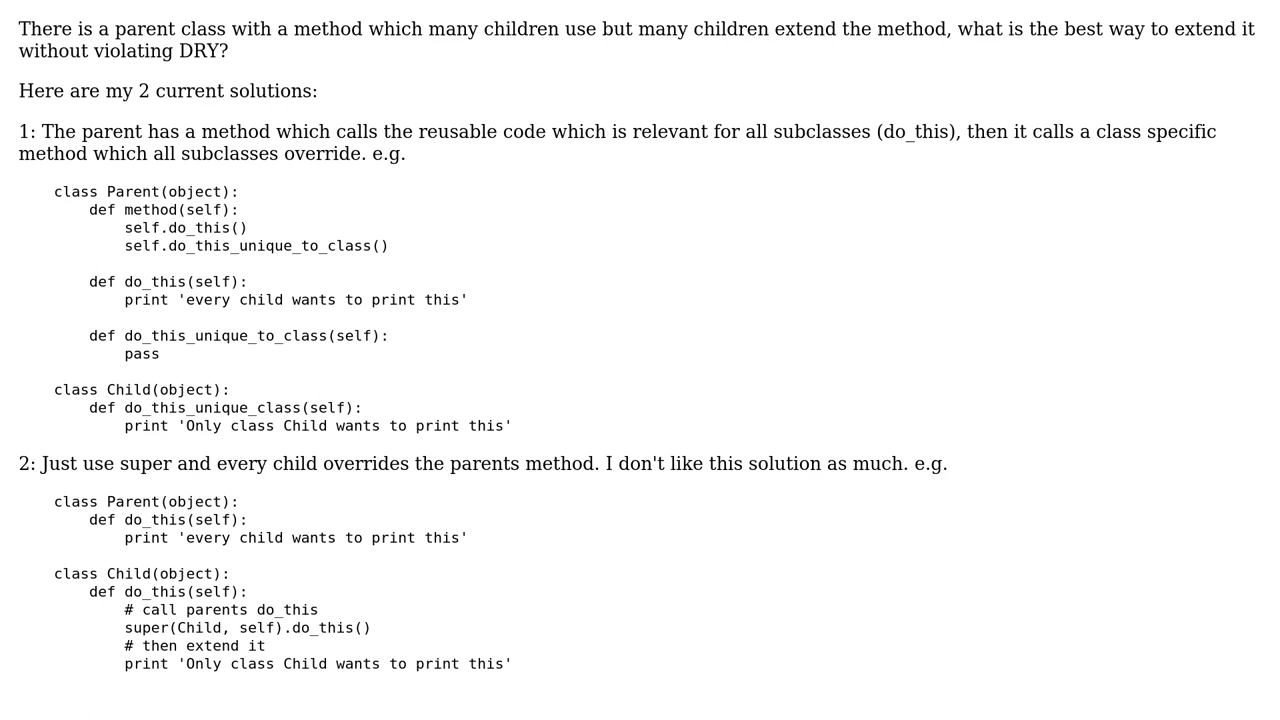 There is a parent class with a method which many children use but many children extend the method, what is the best way to extend it
without violating DRY?
Here are my 2 current solutions:
1: The parent has a method which calls the reusable code which is relevant for all subclasses (do_this), then it calls a class specific
method which all subclasses override. e.g.
class Parent(object):
    def method(self):
        self.do_this()
        self.do_this_unique_to_class()
    def do_this(self):
        print 'every child wants to print this'
    def do_this_unique_to_class(self):
        pass
class Child(object):
    def do_this_unique_class(self):
        print 'Only class Child wants to print this'
2: Just use super and every child overrides the parents method. I don't like this solution as much. e.g.
class Parent(object):
    def do_this(self):
        print 'every child wants to print this'
class Child(object):
    def do_this(self):
        # call parents do_this
        super(Child, self).do_this()
        # then extend it
        print 'Only class Child wants to print this'